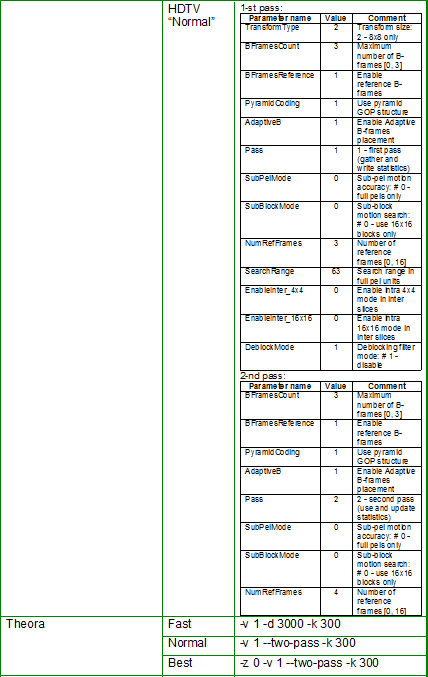 HDTV
"Normal"
1-st pass:
Parameter name Value Comment
TransformType 2 Transform size:
2 - 8x8 only
BFramesCount 3 Maximum
number of B-
frames [0, 3]
BFramesReference 1 Enable
reference B-
frames
PyramidCoding 1 Use pyramid
GOP structure
AdaptiveB 1 Enable Adaptive
B-frames
placement
Pass 1 1 - first pass
(gather and
write statistics)
SubPelMode 0 Sub-pel motion
accuracy: # 0 -
full pels only
SubBlockMode 0 Sub-block
motion search:
# 0 - use 16x16
blocks only
NumRefFrames 3 Number of
reference
frames [0, 16]
SearchRange 63 Search range in
full pel units
EnableInter_4x4 0 Enable Intra 4x4
mode in Inter
slices
EnableInter_16x16 0 Enable Intra
16x16 mode in
Inter slices
DeblockMode 1 Deblocking filter
mode: # 1 -
disable
2-nd pass:
Parameter name Value Comment
BFramesCount 3 Maximum
number of B-
frames [0, 3]
BFramesReference 1 Enable
reference B-
frames
PyramidCoding 1 Use pyramid
GOP structure
AdaptiveB 1 Enable Adaptive
B-frames
placement
Pass 2 2 - second pass
(use and update
statistics)
SubPelMode 0 Sub-pel motion
accuracy: # 0 -
full pels only
SubBlockMode 0 Sub-block
motion search:
# 0 - use 16x16
blocks only
NumRefFrames 4 Number of
reference
frames [0, 16]
Theora Fast -v 1 -d 3000 -k 300
Normal -v 1 --two-pass -k 300
Best -z 0 -v 1 --two-pass -k 300